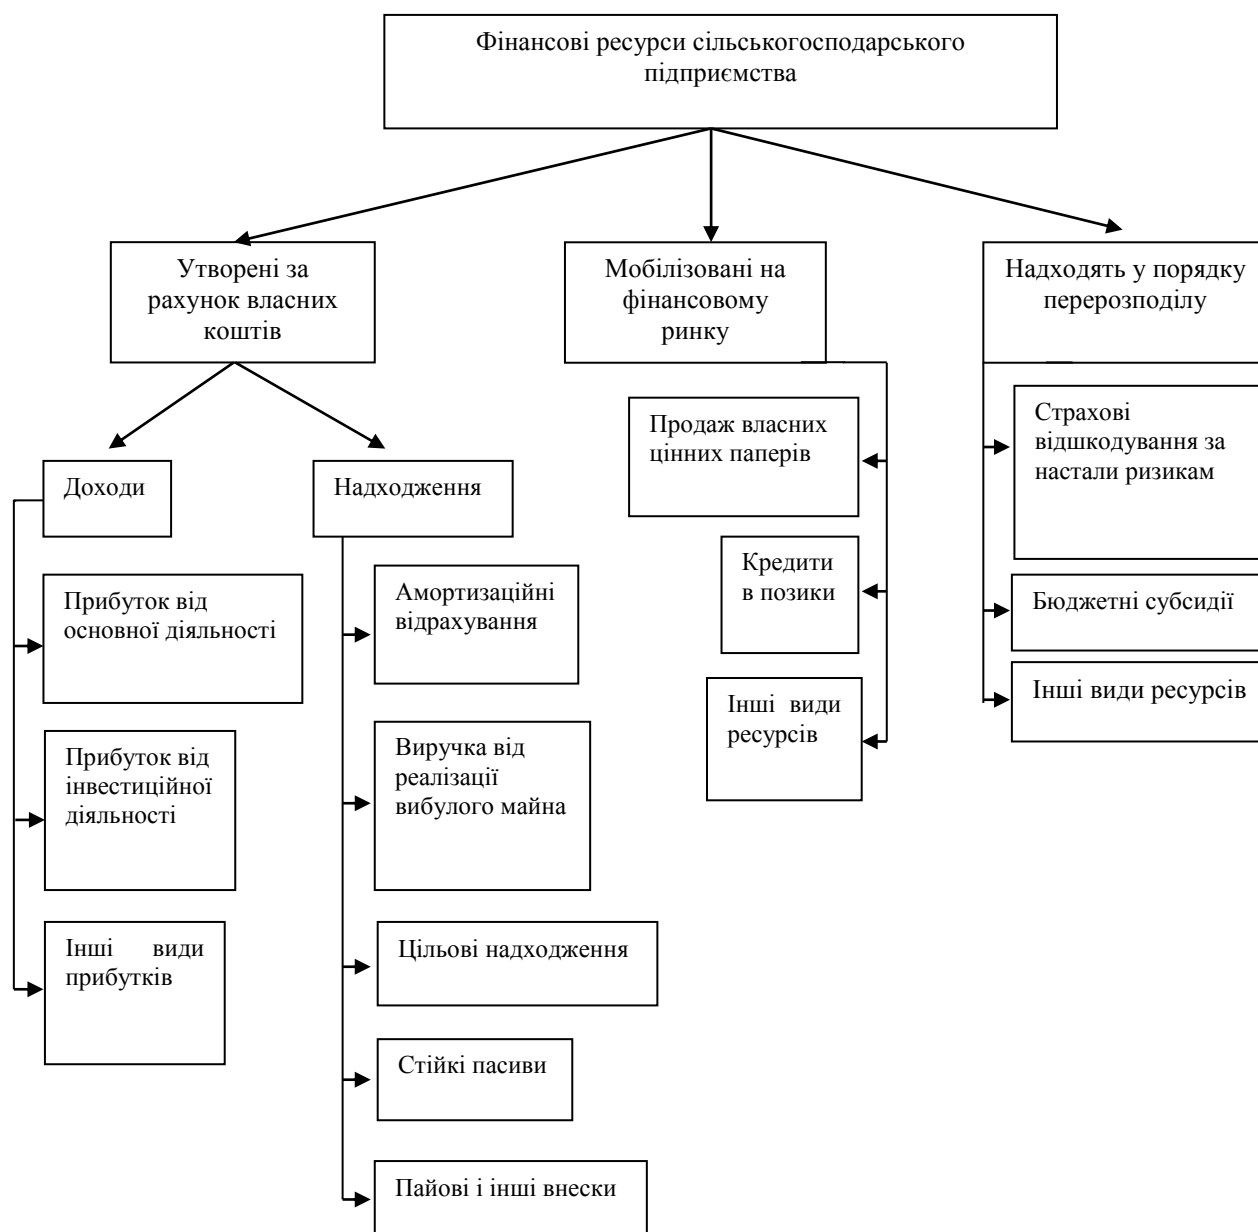 Фінансові ресурси сільськогосподарського
підприємства
Утворені за
рахунок власних
коштів
Мобілізовані на
фінансовому
ринку
Надходять у порядку
перерозподілу
Доходи
Надходження
Прибуток від
основної діяльності
Прибуток від
інвестиційної
діяльності
Інші види
прибутків
Амортизаційні
відрахування
Виручка від
реалізації
вибулого майна
Цільові надходження
Стійкі пасиви
Пайові і інші внески
Продаж власних
цінних паперів
Кредити
в позики
Інші види
ресурсів
Страхові
відшкодування за
настали ризикам
Бюджетні субсидії
Інші види ресурсів